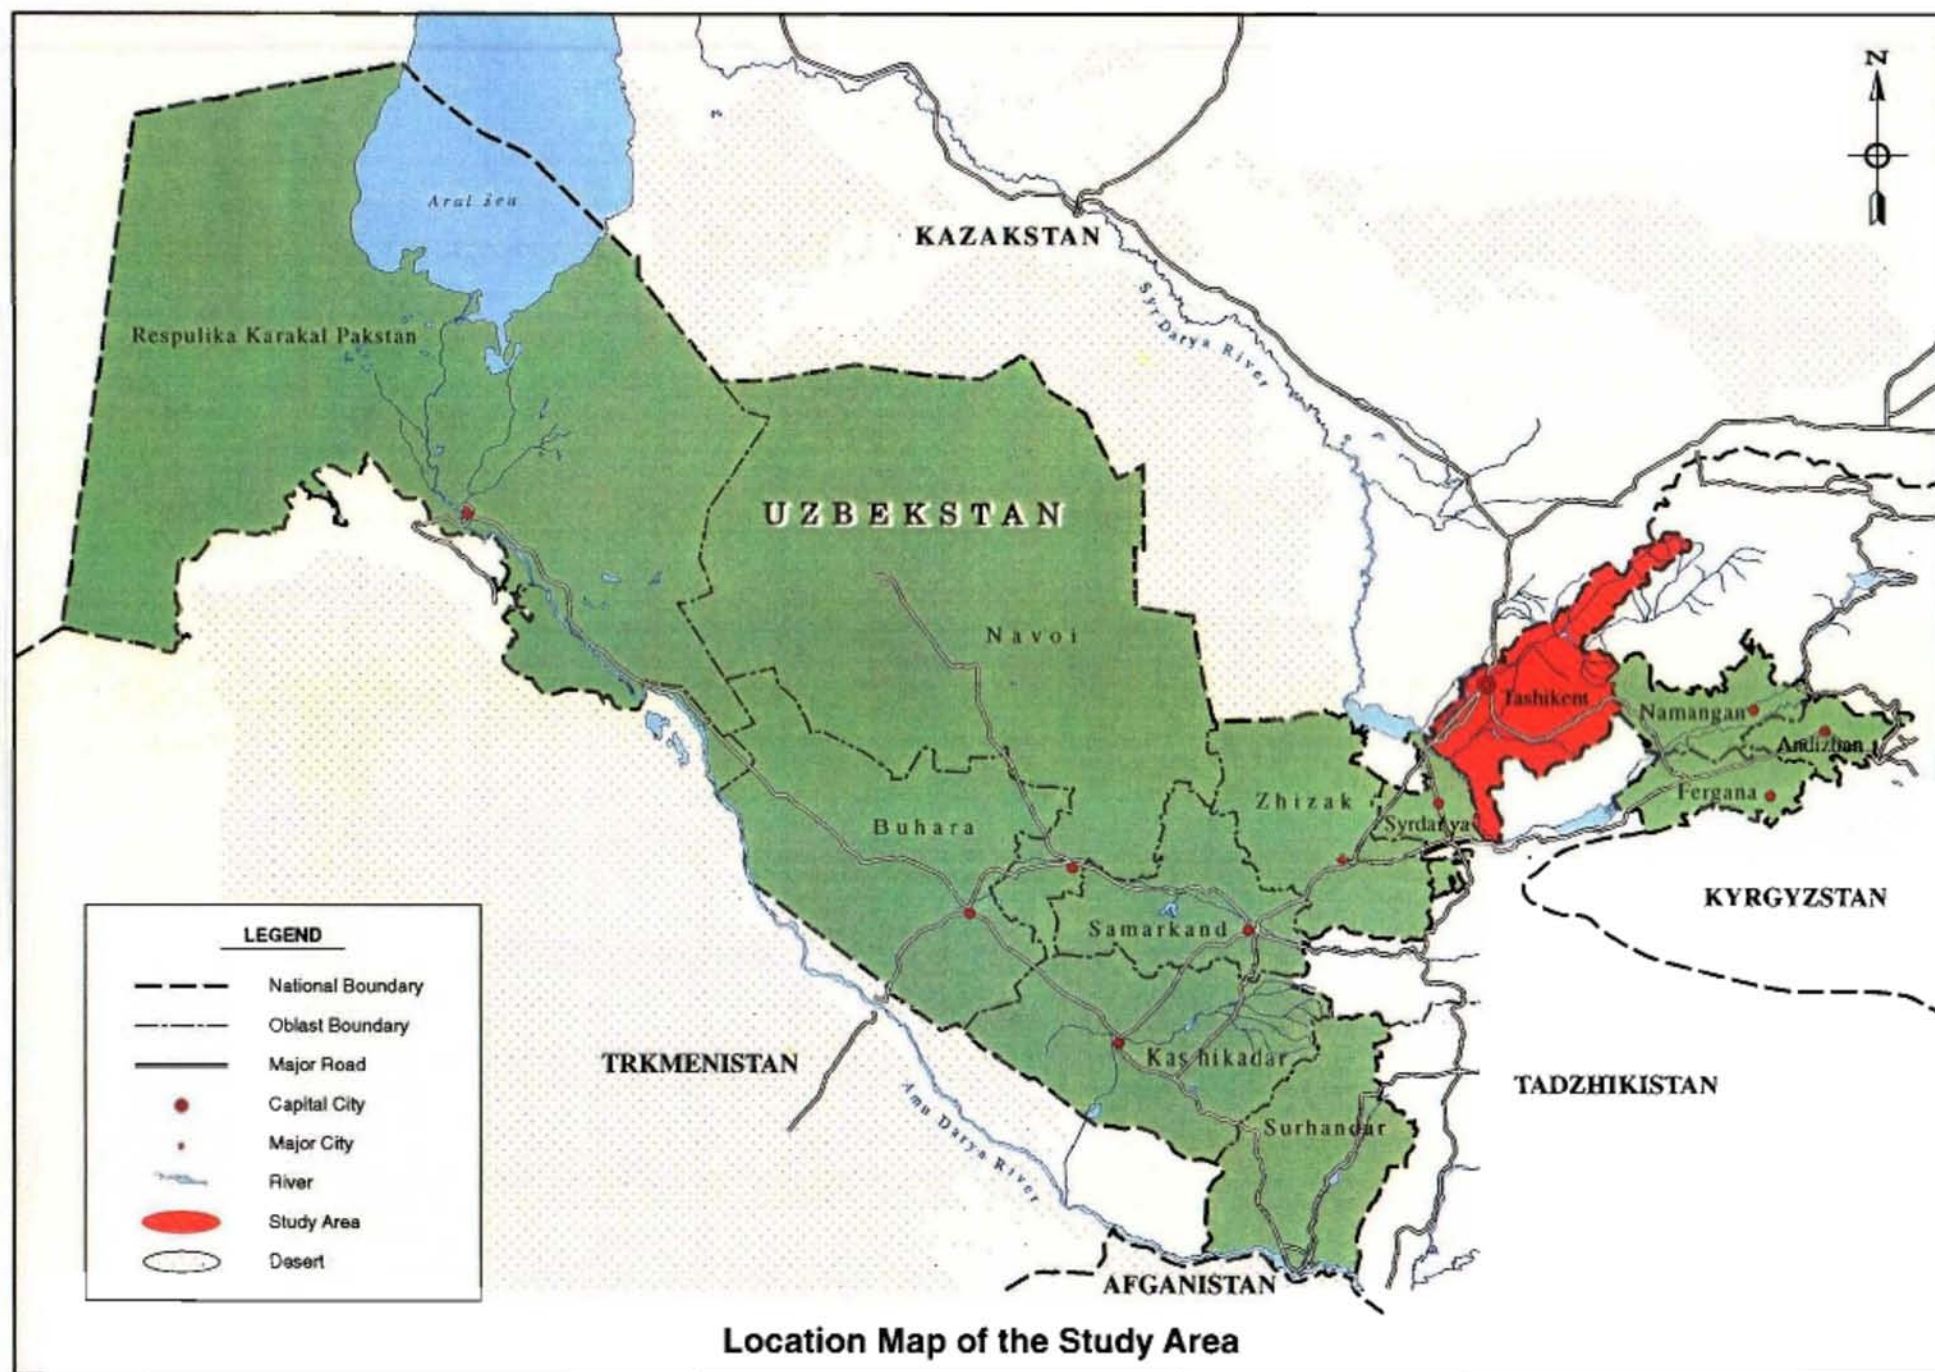 N
Aral Sea
KAZAKSTAN
Syr Darya River
Respulika Karakal Pakstan
UZBEKSTAN
Navoi
Tashikent
Namangan
Andizhan
Fergana
Zhizak
Syrdarya
Buhara
Samarkand
KYRGYZSTAN
Kashikadar
TRKMENISTAN
TADZHIKISTAN
Amu Darya River
Surhandar
AFGANISTAN
LEGEND
National Boundary
Oblast Boundary
Major Road
Capital City
Major City
River
Study Area
Desert
Location Map of the Study Area